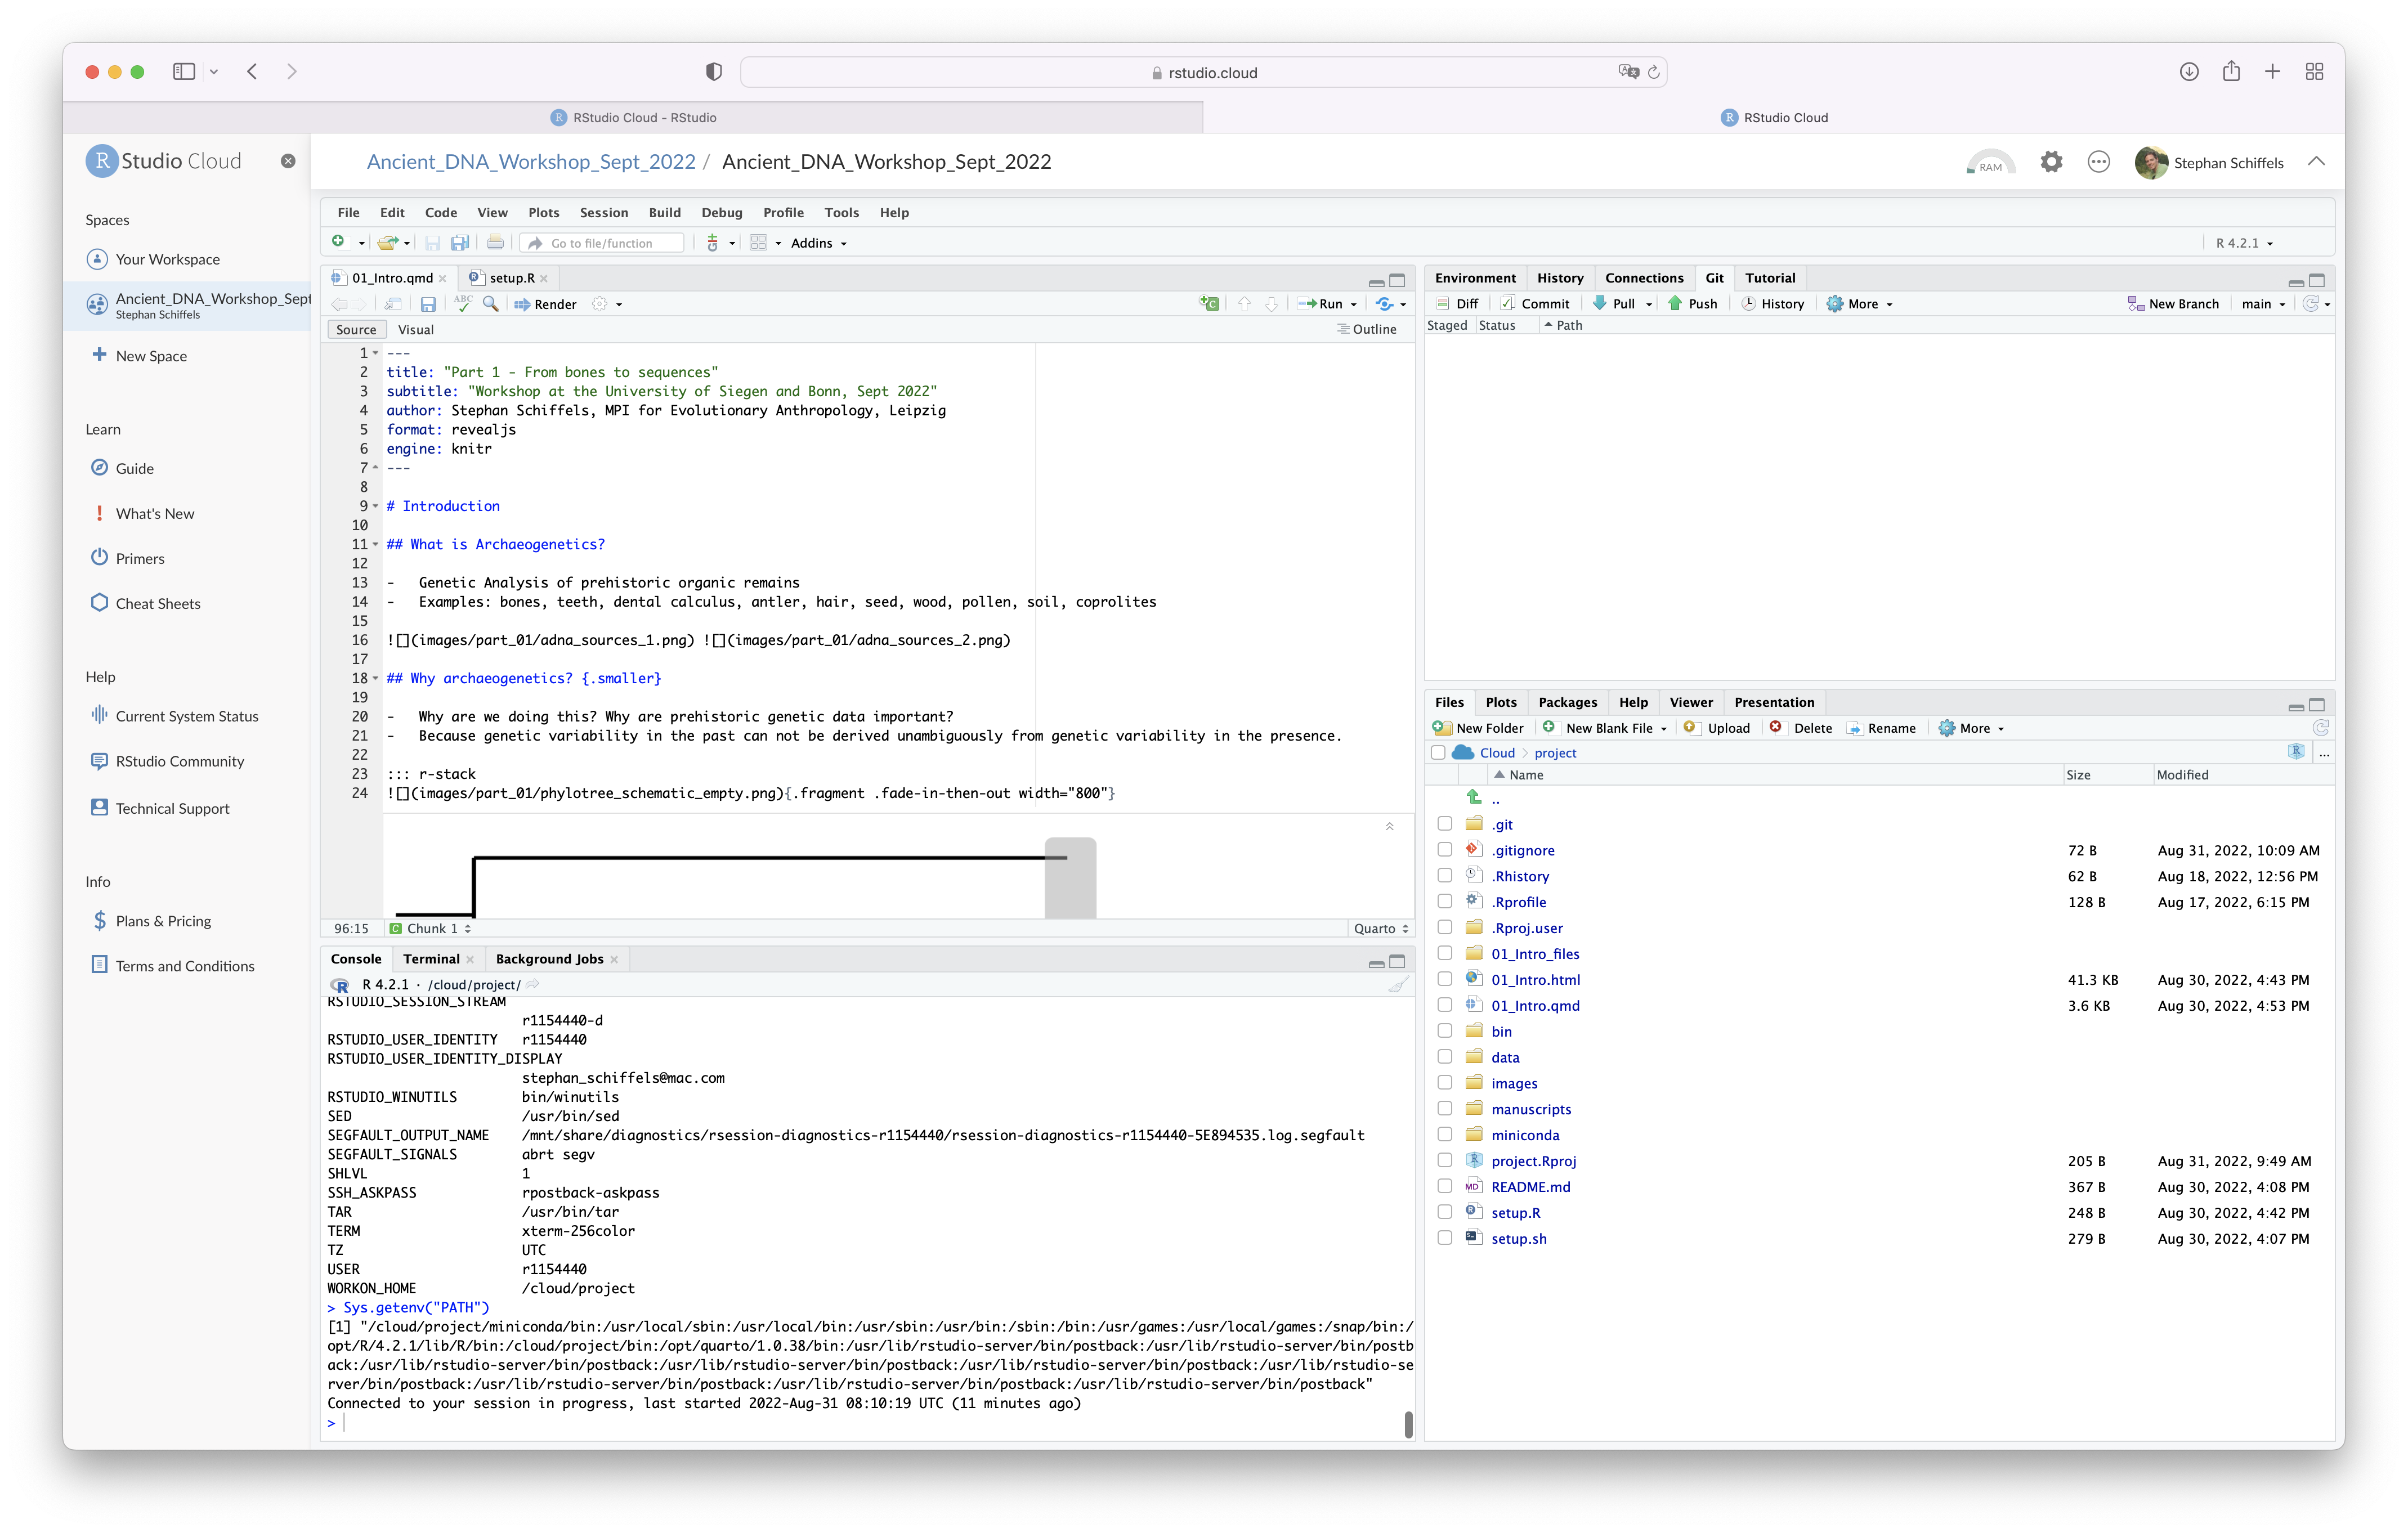 rstudio.cloud
RStudio Cloud - RStudio
RStudio Cloud
R Studio Cloud
Ancient_DNA_Workshop_Sept_2022 / Ancient_DNA_Workshop_Sept_2022
RAM
Stephan Schiffels
Spaces
Your Workspace
Ancient_DNA_Workshop_Sept
Stephan Schiffels
New Space
Learn
Guide
What's New
Primers
Cheat Sheets
Help
Current System Status
RStudio Community
Technical Support
Info
Plans & Pricing
Terms and Conditions
File Edit Code View Plots Session Build Debug Profile Tools Help
Go to file/function
Addins
R 4.2.1
01_Intro.qmd
setup.R
ABC
Render
Run
Source Visual
Outline
1 ---
2 title: "Part 1 - From bones to sequences"
3 subtitle: "Workshop at the University of Siegen and Bonn, Sept 2022"
4 author: Stephan Schiffels, MPI for Evolutionary Anthropology, Leipzig
5 format: revealjs
6 engine: knitr
7 ---
8
9 # Introduction
10
11 ## What is Archaeogenetics?
12
13 -   Genetic Analysis of prehistoric organic remains
14 -   Examples: bones, teeth, dental calculus, antler, hair, seed, wood, pollen, soil, coprolites
15
16 ![](images/part_01/adna_sources_1.png) ![](images/part_01/adna_sources_2.png)
17
18 ## Why archaeogenetics? {.smaller}
19
20 -   Why are we doing this? Why are prehistoric genetic data important?
21 -   Because genetic variability in the past can not be derived unambiguously from genetic variability in the presence.
22
23 ::: r-stack
24 ![](images/part_01/phylotree_schematic_empty.png){.fragment .fade-in-then-out width="800"}
96:15
C Chunk 1
Quarto
Console Terminal Background Jobs
R 4.2.1 · /cloud/project/
RSTUDIO_SESSION_STREAM
r1154440-d
RSTUDIO_USER_IDENTITY r1154440
RSTUDIO_USER_IDENTITY_DISPLAY
stephan_schiffels@mac.com
RSTUDIO_WINUTILS bin/winutils
SED /usr/bin/sed
SEGFAULT_OUTPUT_NAME /mnt/share/diagnostics/rsession-diagnostics-r1154440/rsession-diagnostics-r1154440-5E894535.log.segfault
SEGFAULT_SIGNALS abrt segv
SHLVL 1
SSH_ASKPASS rpostback-askpass
TAR /usr/bin/tar
TERM xterm-256color
TZ UTC
USER r1154440
WORKON_HOME /cloud/project
> Sys.getenv("PATH")
[1] "/cloud/project/miniconda/bin:/usr/local/sbin:/usr/local/bin:/usr/sbin:/usr/bin:/sbin:/bin:/usr/games:/usr/local/games:/snap/bin:/
opt/R/4.2.1/lib/R/bin:/cloud/project/bin:/opt/quarto/1.0.38/bin:/usr/lib/rstudio-server/bin/postback:/usr/lib/rstudio-server/bin/postb
ack:/usr/lib/rstudio-server/bin/postback:/usr/lib/rstudio-server/bin/postback:/usr/lib/rstudio-server/bin/postback:/usr/lib/rstudio-se
rver/bin/postback:/usr/lib/rstudio-server/bin/postback:/usr/lib/rstudio-server/bin/postback:/usr/lib/rstudio-server/bin/postback"
Connected to your session in progress, last started 2022-Aug-31 08:10:19 UTC (11 minutes ago)
>
Environment History Connections Git Tutorial
Diff Commit Pull Push History More New Branch main
Staged Status Path
Files Plots Packages Help Viewer Presentation
New Folder New Blank File Upload Delete Rename More
Cloud project ...
Name Size Modified
..
.git
.gitignore 72 B Aug 31, 2022, 10:09 AM
.Rhistory 62 B Aug 18, 2022, 12:56 PM
.Rprofile 128 B Aug 17, 2022, 6:15 PM
.Rproj.user
01_Intro_files
01_Intro.html 41.3 KB Aug 30, 2022, 4:43 PM
01_Intro.qmd 3.6 KB Aug 30, 2022, 4:53 PM
bin
data
images
manuscripts
miniconda
project.Rproj 205 B Aug 31, 2022, 9:49 AM
MD README.md 367 B Aug 30, 2022, 4:08 PM
setup.R 248 B Aug 30, 2022, 4:42 PM
setup.sh 279 B Aug 30, 2022, 4:07 PM